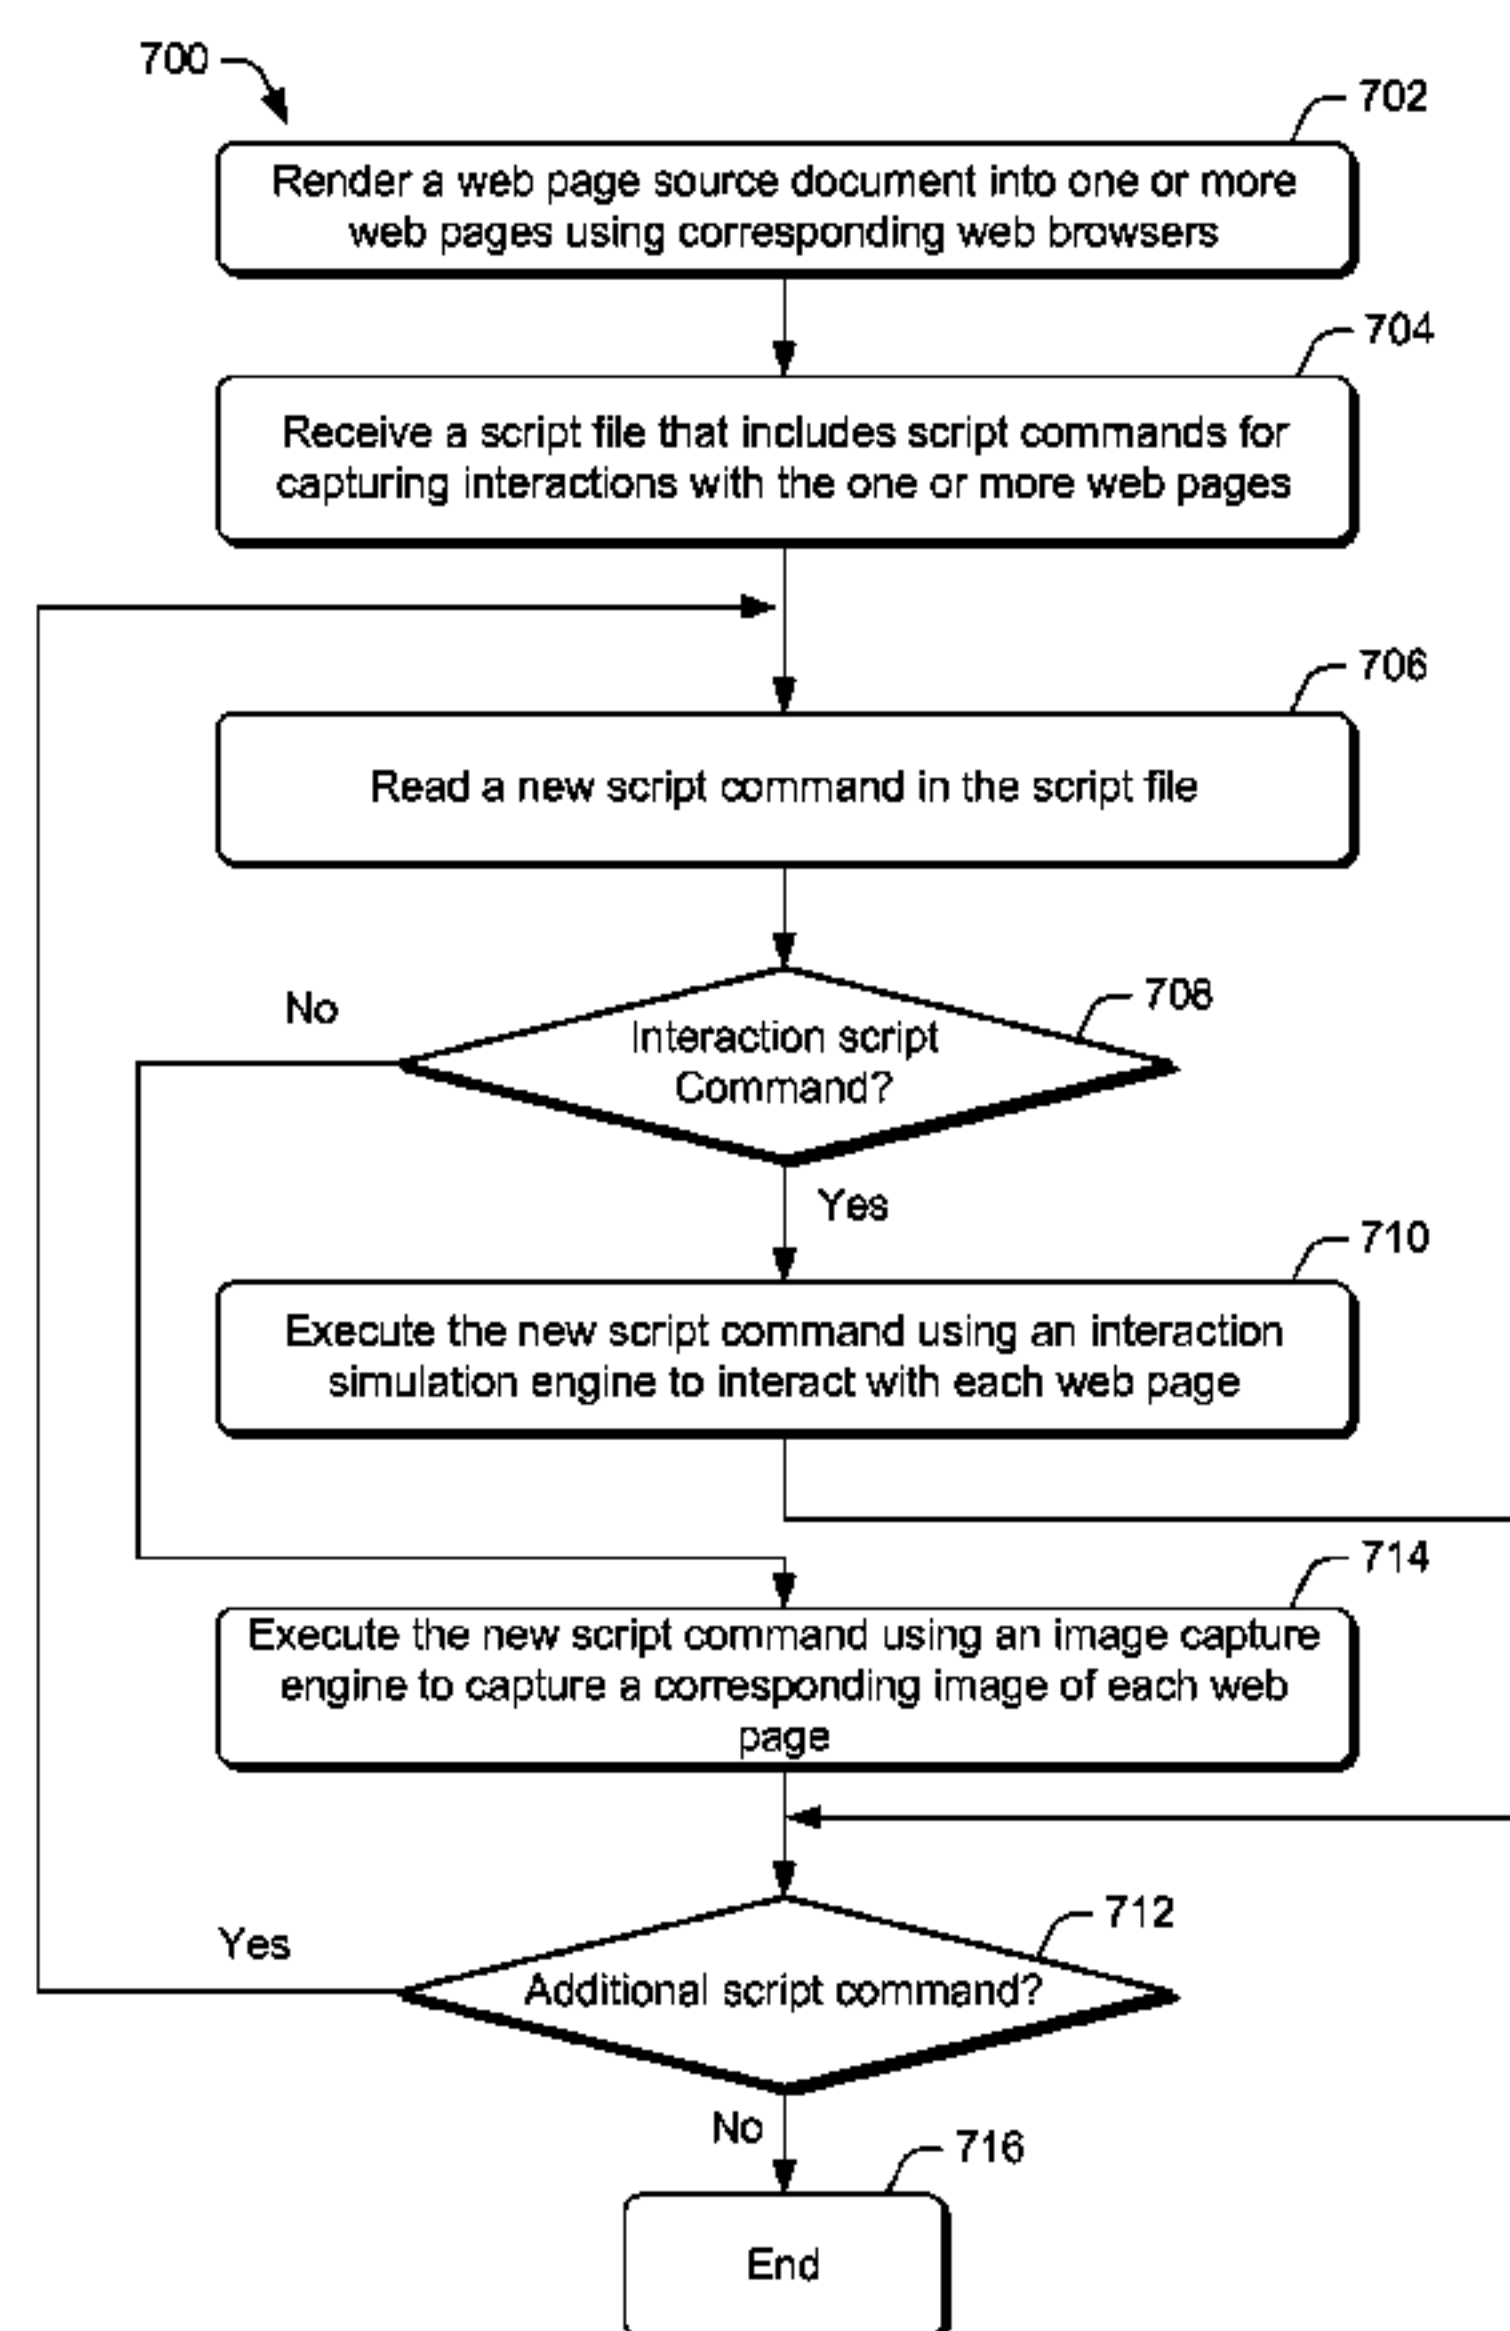 700
702
Render a web page source document into one or more
web pages using corresponding web browsers
704
Receive a script file that includes script commands for
capturing interactions with the one or more web pages
706
Read a new script command in the script file
708
No
Interaction script
Command?
Yes
710
Execute the new script command using an interaction
simulation engine to interact with each web page
714
Execute the new script command using an image capture
engine to capture a corresponding image of each web
page
712
Yes
Additional script command?
No
716
End